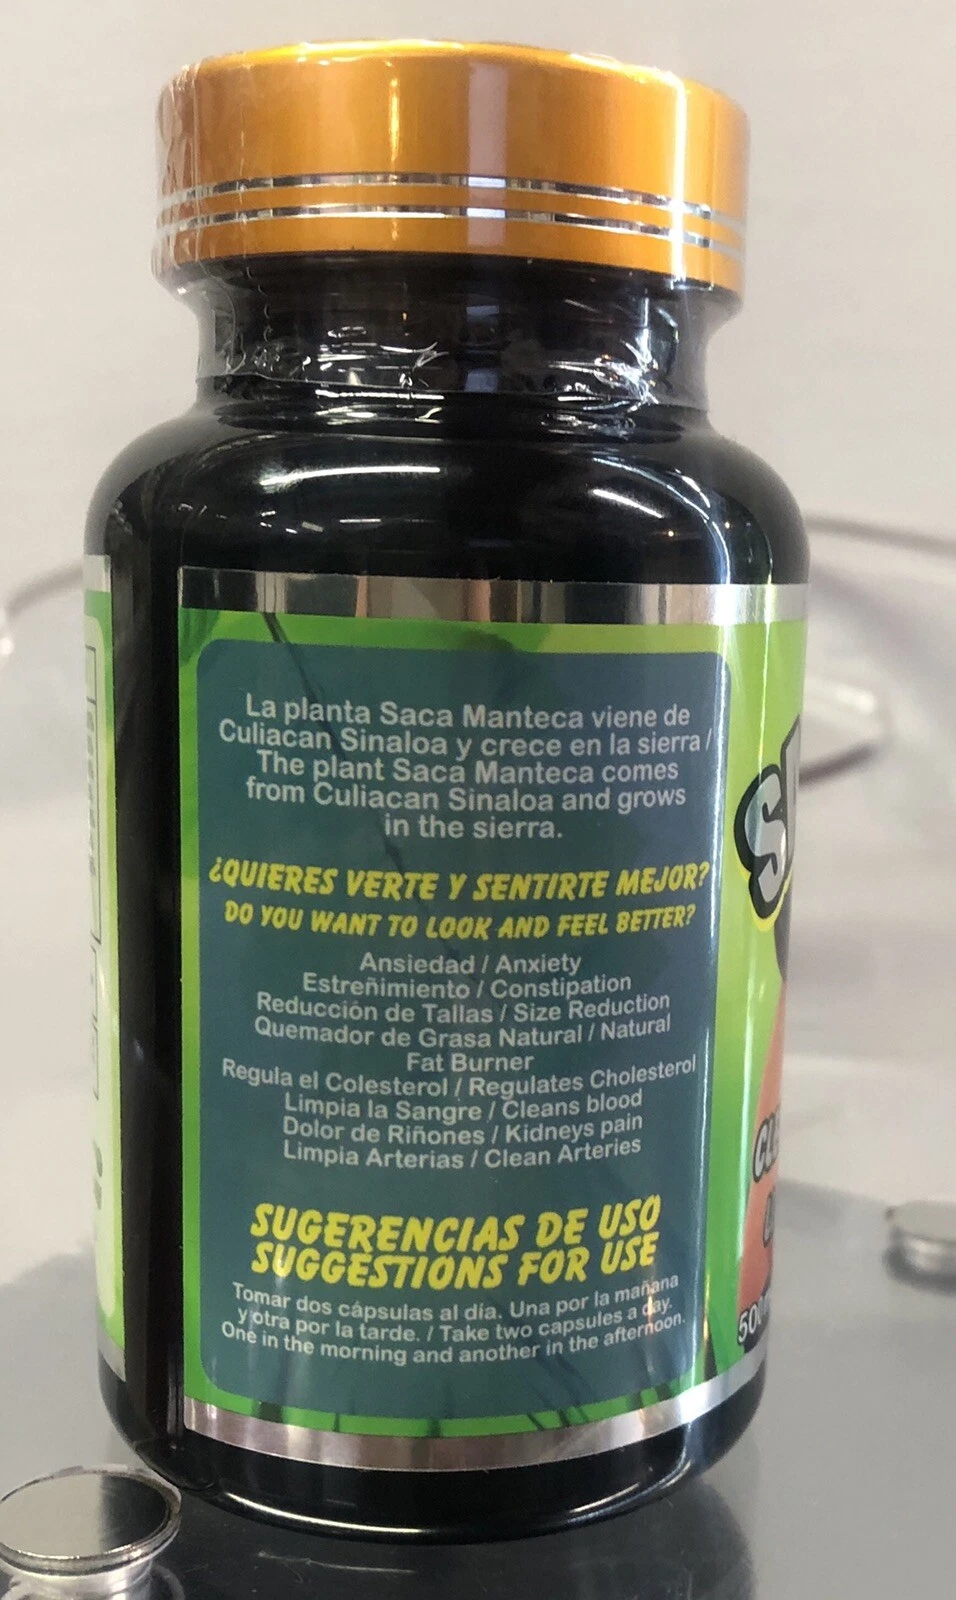 La planta Saca Manteca viene de
Culiacan Sinaloa y crece en la sierra /
The plant Saca Manteca comes
from Culiacan Sinaloa and grows
in the sierra.
¿QUIERES VERTE Y SENTIRTE MEJOR?
DO YOU WANT TO LOOK AND FEEL BETTER?
Ansiedad / Anxiety
Estreñimiento / Constipation
Reducción de Tallas / Size Reduction
Quemador de Grasa Natural / Natural
Fat Burner
Regula el Colesterol / Regulates Cholesterol
Limpia la Sangre / Cleans blood
Dolor de Riñones / Kidneys pain
Limpia Arterias / Clean Arteries
SUGERENCIAS DE USO
SUGGESTIONS FOR USE
Tomar dos cápsulas al día. Una por la mañana
y otra por la tarde. / Take two capsules a day.
One in the morning and another in the afternoon.